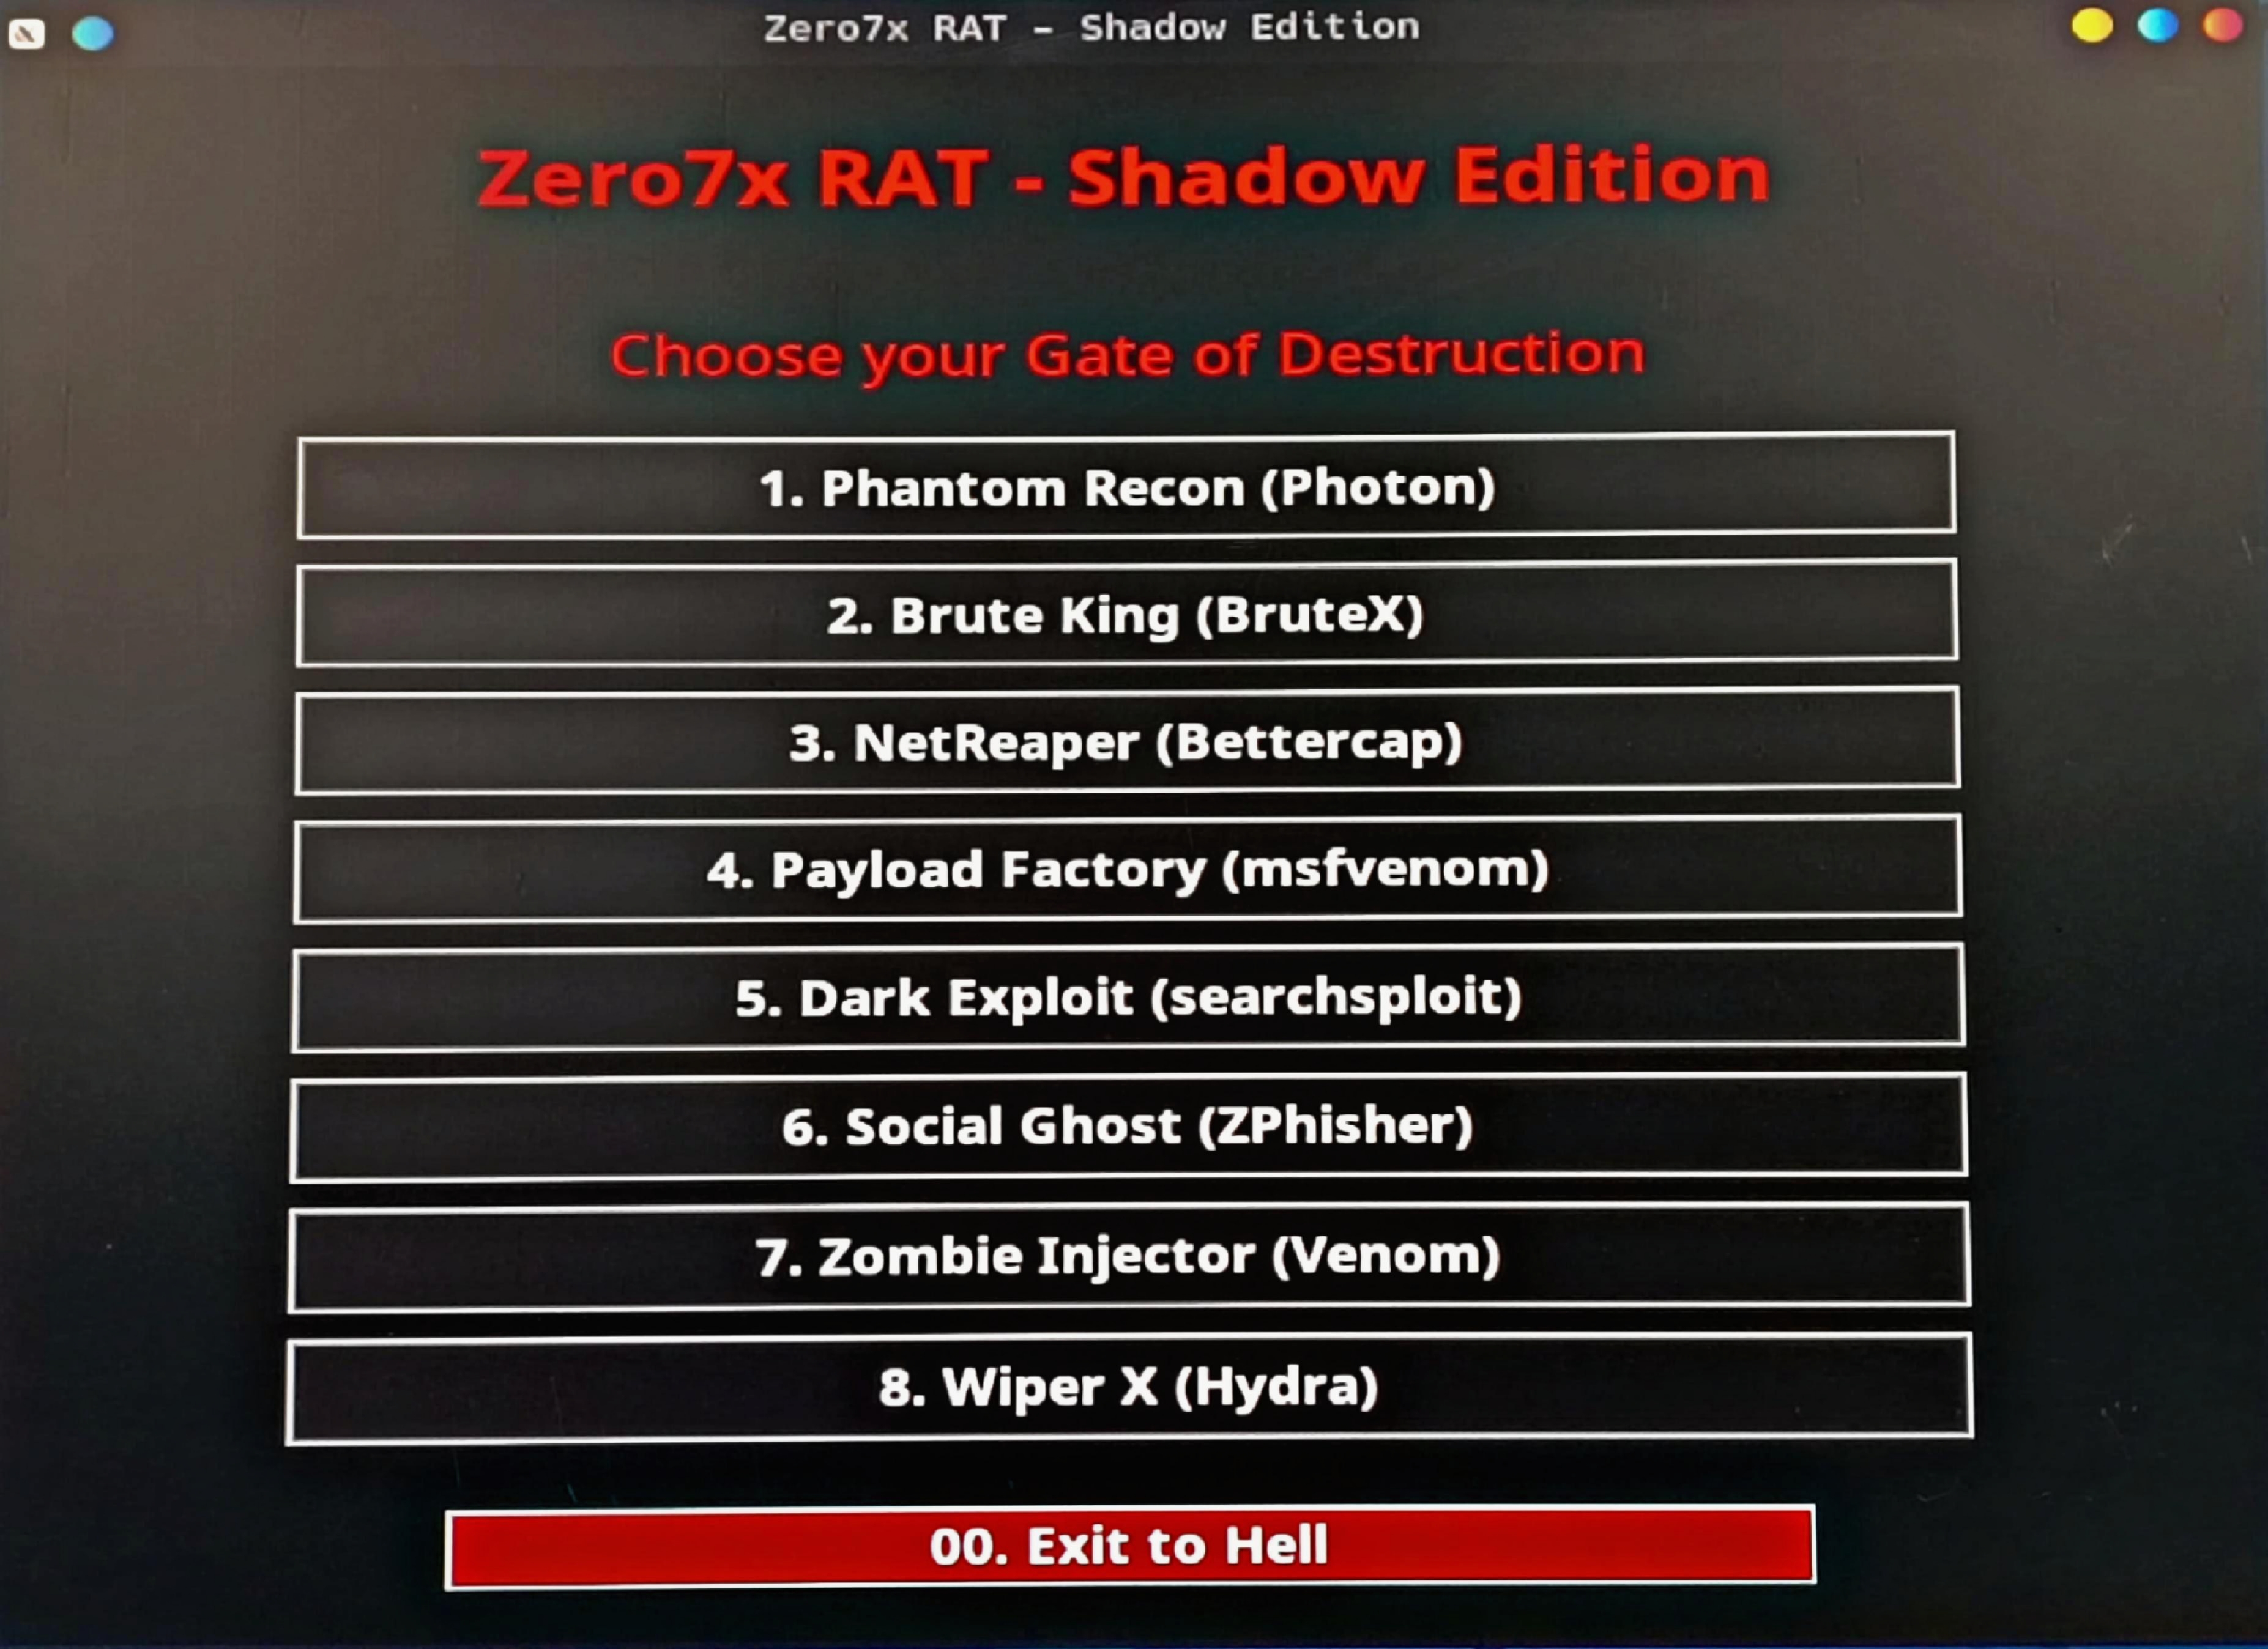 Zero7x RAT – Shadow Edition
Zero7x RAT - Shadow Edition
Choose your Gate of Destruction
1. Phantom Recon (Photon)
2. Brute King (BruteX)
3. NetReaper (Bettercap)
4. Payload Factory (msfvenom)
5. Dark Exploit (searchsploit)
6. Social Ghost (ZPhisher)
7. Zombie Injector (Venom)
8. Wiper X (Hydra)
00. Exit to Hell